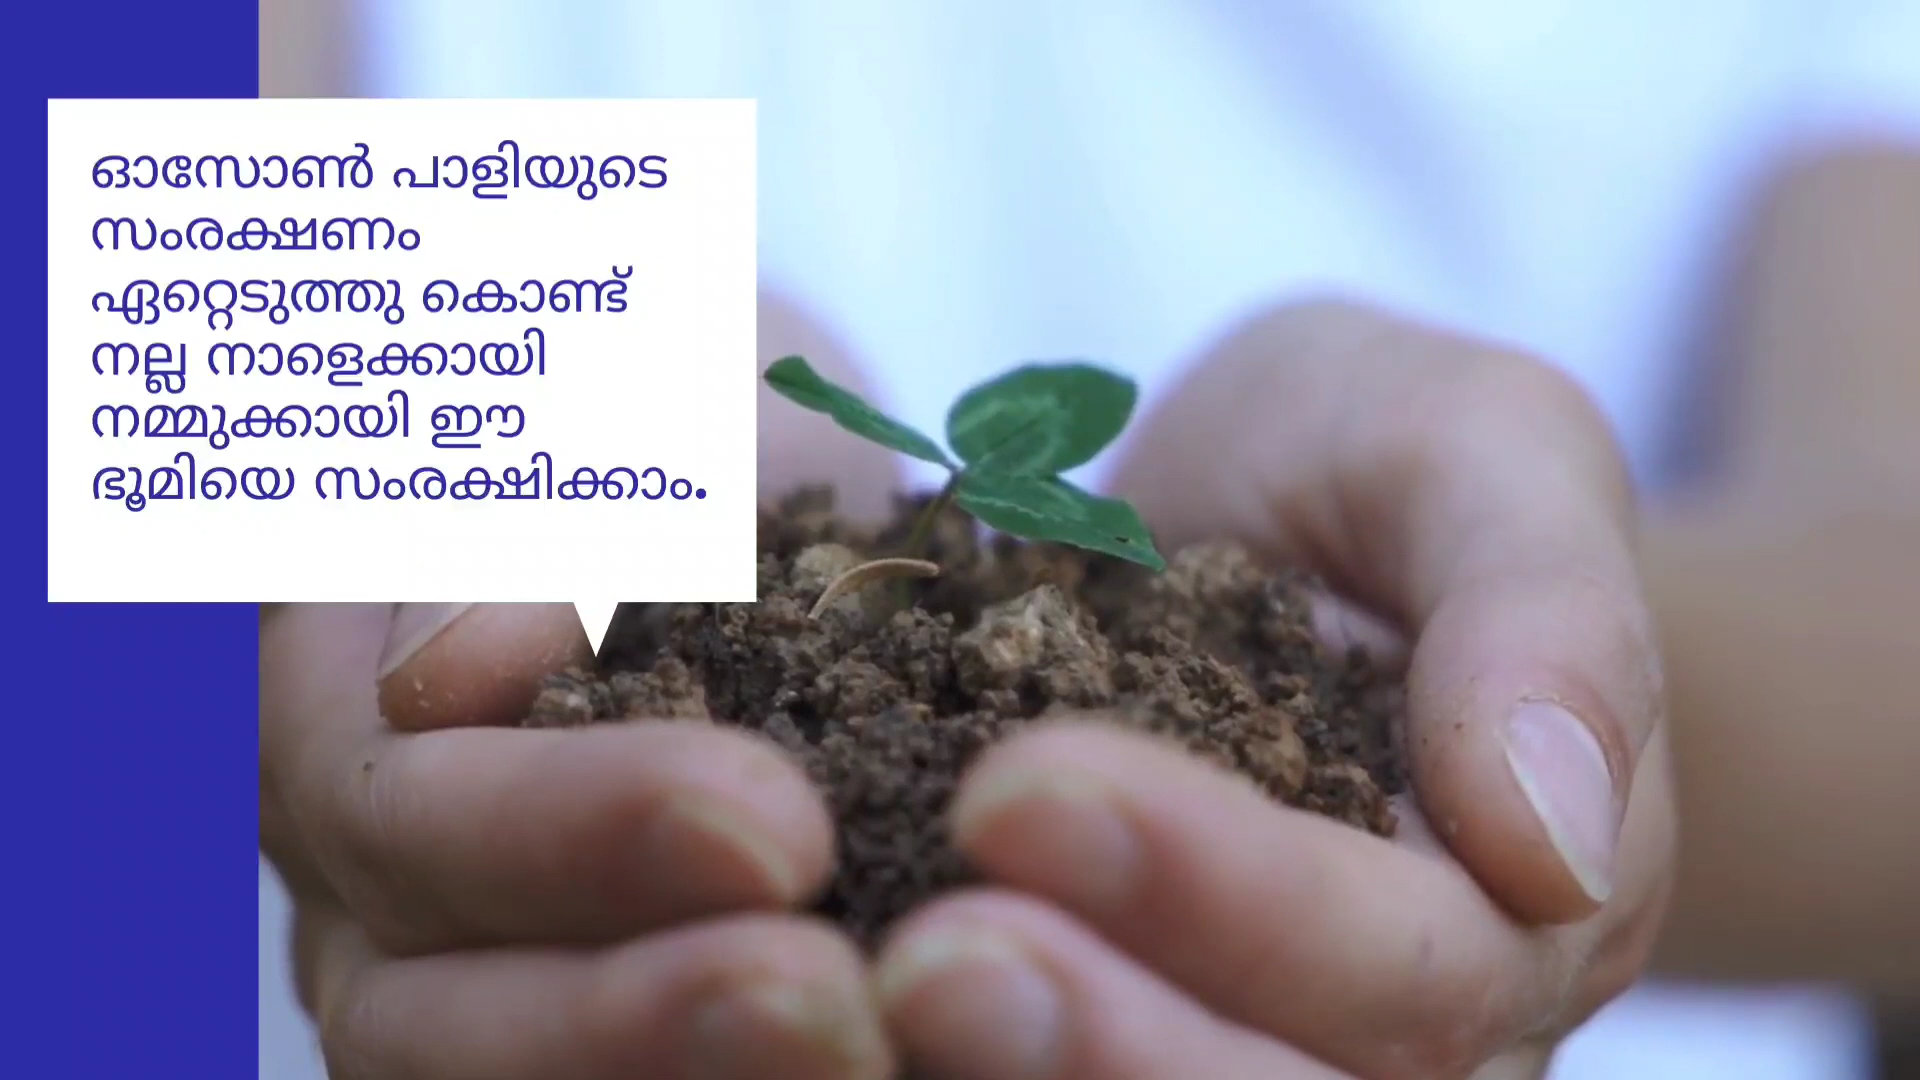 ഓസോൺ പാളിയുടെ
സംരക്ഷണം
ഏറ്റെടുത്തു കൊണ്ട്
നല്ല നാളെക്കായി
നമ്മുക്കായി ഈ
ഭൂമിയെ സംരക്ഷിക്കാം.